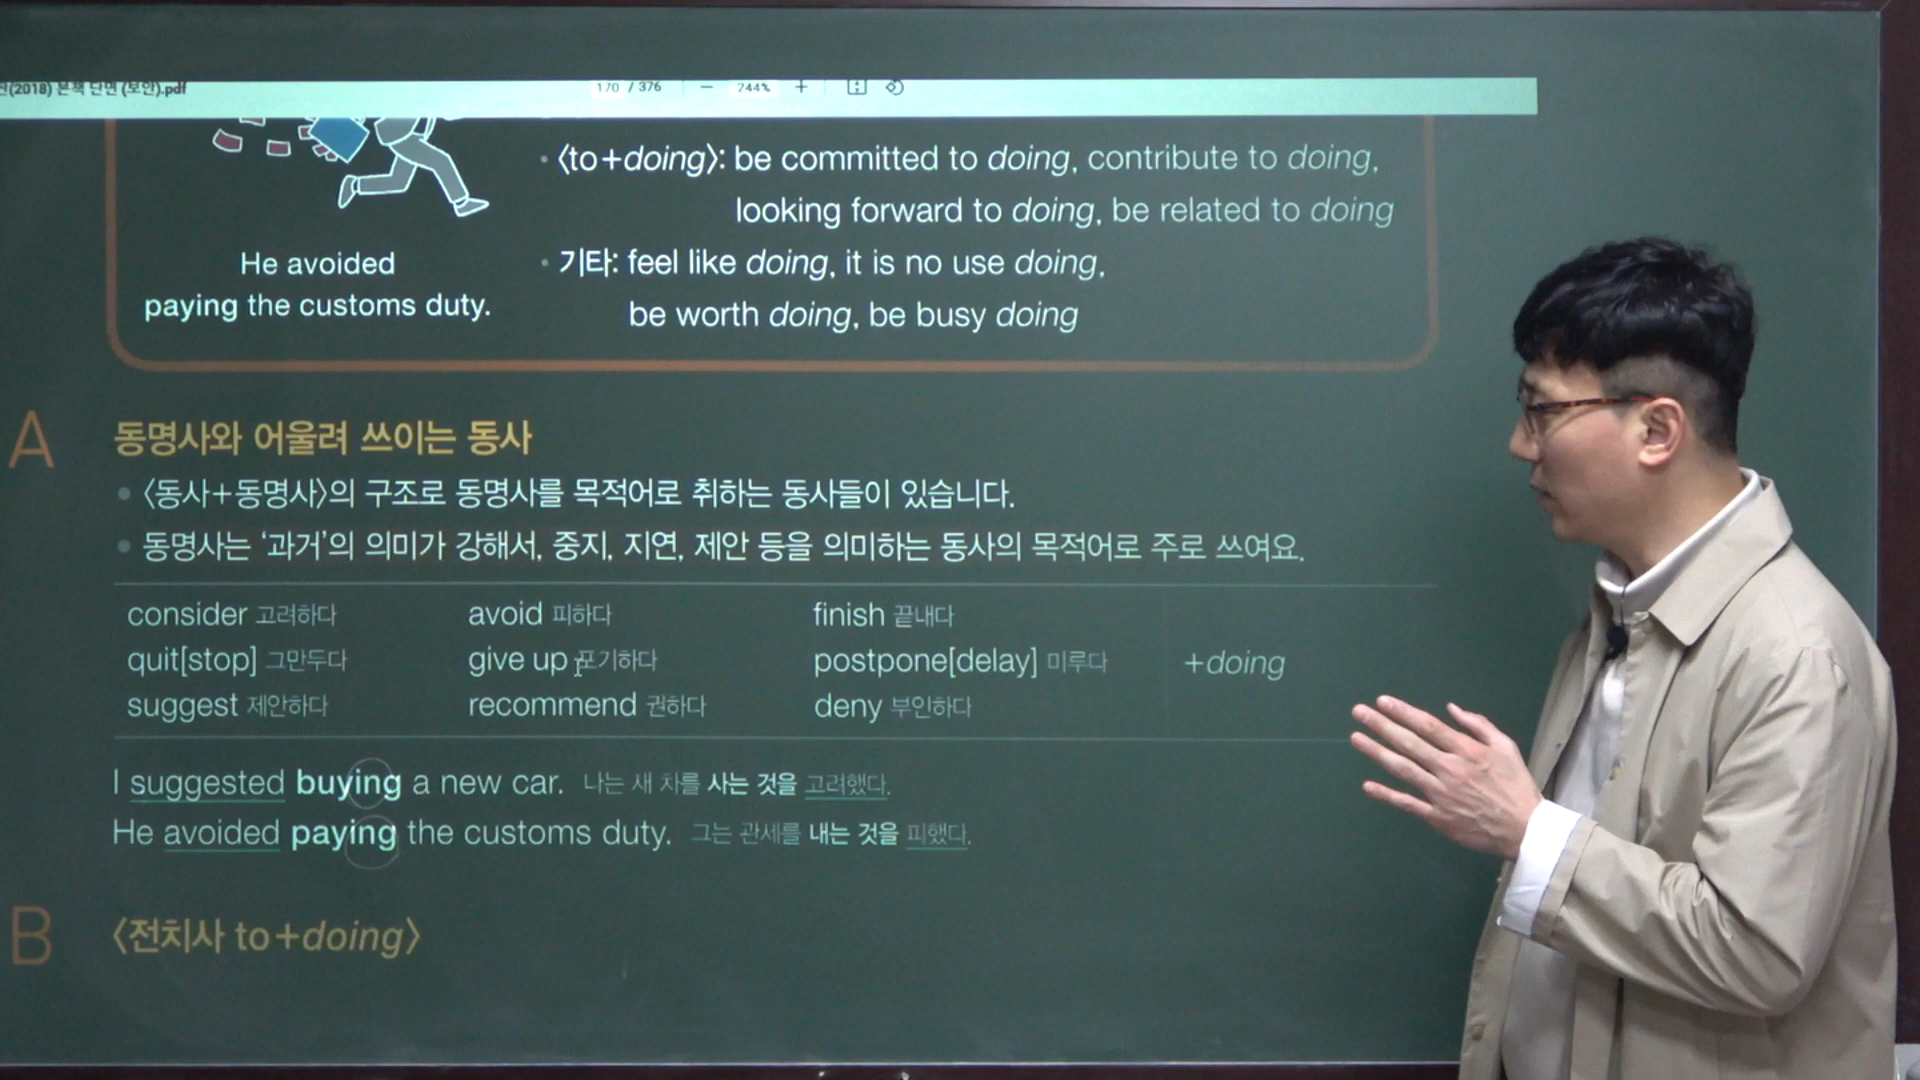 (2018) 본책 단면 (보안).pdf
170 / 376 − 244% +
• 〈to+doing〉: be committed to doing, contribute to doing,
looking forward to doing, be related to doing
He avoided
paying the customs duty.
• 기타: feel like doing, it is no use doing,
be worth doing, be busy doing
A 동명사와 어울려 쓰이는 동사
• 〈동사+동명사〉의 구조로 동명사를 목적어로 취하는 동사들이 있습니다.
• 동명사는 ‘과거’의 의미가 강해서, 중지, 지연, 제안 등을 의미하는 동사의 목적어로 주로 쓰여요.
consider 고려하다 avoid 피하다 finish 끝내다
quit[stop] 그만두다 give up 포기하다 postpone[delay] 미루다 +doing
suggest 제안하다 recommend 권하다 deny 부인하다
I suggested buying a new car. 나는 새 차를 사는 것을 고려했다.
He avoided paying the customs duty. 그는 관세를 내는 것을 피했다.
B 〈전치사 to+doing〉